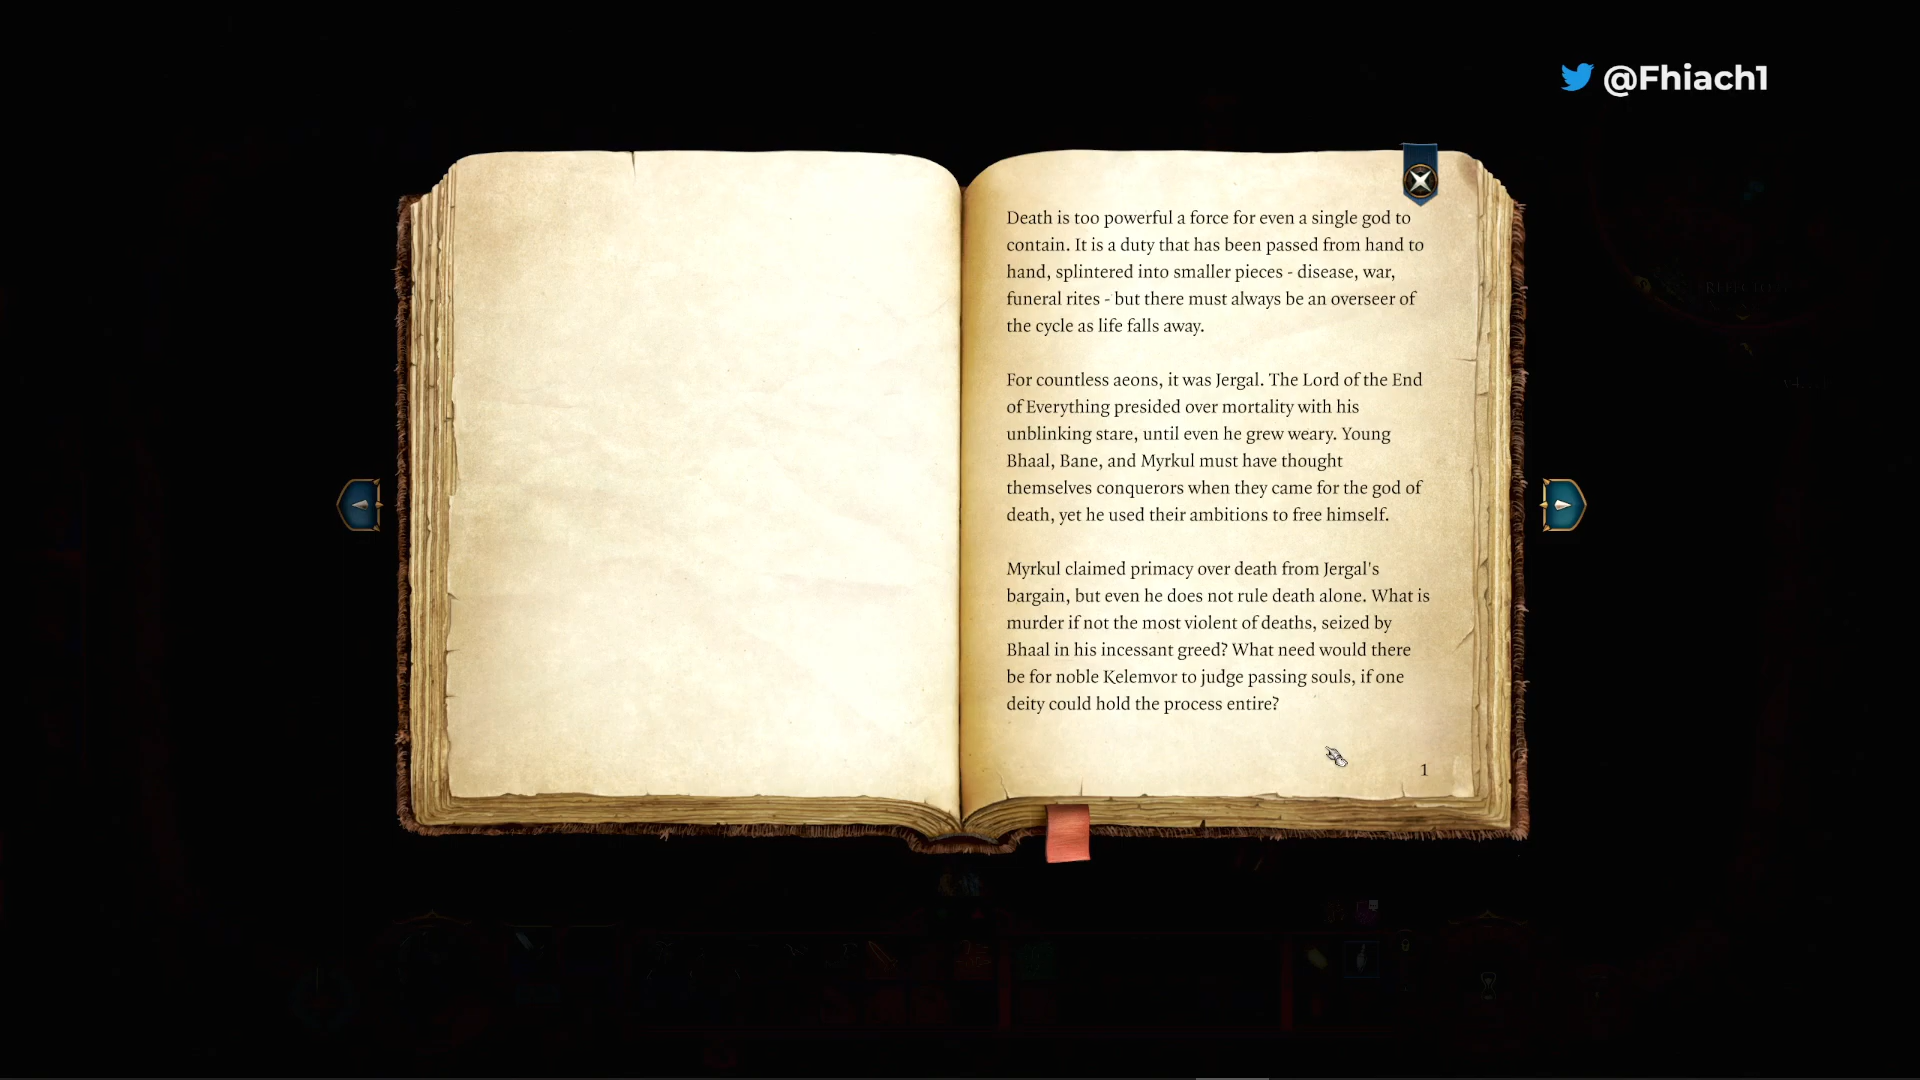 @Fhiach1
Death is too powerful a force for even a single god to
contain. It is a duty that has been passed from hand to
hand, splintered into smaller pieces - disease, war,
funeral rites - but there must always be an overseer of
the cycle as life falls away.
For countless aeons, it was Jergal. The Lord of the End
of Everything presided over mortality with his
unblinking stare, until even he grew weary. Young
Bhaal, Bane, and Myrkul must have thought
themselves conquerors when they came for the god of
death, yet he used their ambitions to free himself.
Myrkul claimed primacy over death from Jergal's
bargain, but even he does not rule death alone. What is
murder if not the most violent of deaths, seized by
Bhaal in his incessant greed? What need would there
be for noble Kelemvor to judge passing souls, if one
deity could hold the process entire?
1